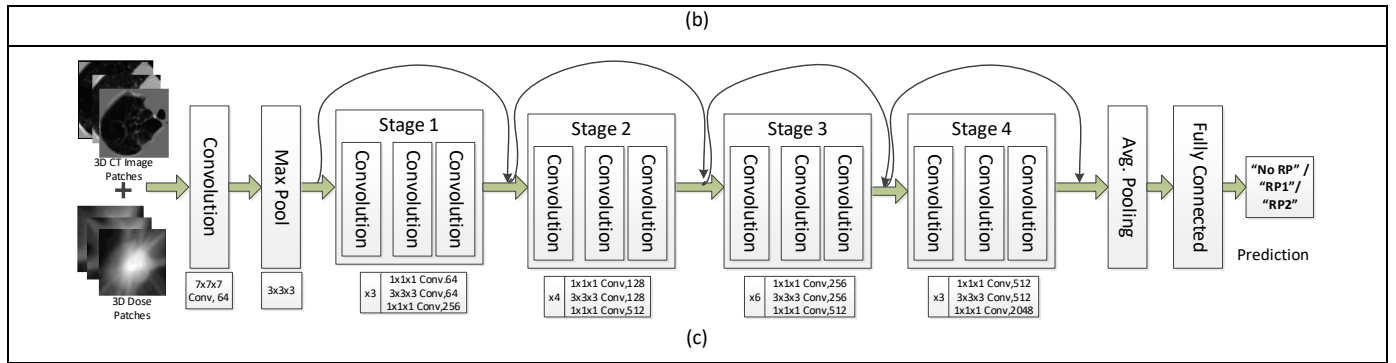 (b)
3D CT Image
Patches
+
3D Dose
Patches
Convolution
7x7x7
Conv, 64
Max Pool
3x3x3
Stage 1
Convolution
Convolution
Convolution
x3
1x1x1 Conv.64
3x3x3 Conv,64
1x1x1 Conv,256
Stage 2
Convolution
Convolution
Convolution
x4
1x1x1 Conv,128
3x3x3 Conv,128
1x1x1 Conv,512
Stage 3
Convolution
Convolution
Convolution
x6
1x1x1 Conv,256
3x3x3 Conv,256
1x1x1 Conv,512
Stage 4
Convolution
Convolution
Convolution
x3
1x1x1 Conv,512
3x3x3 Conv,512
1x1x1 Conv,2048
Avg. Pooling
Fully Connected
“No RP” /
“RP1”/
“RP2”
Prediction
(c)